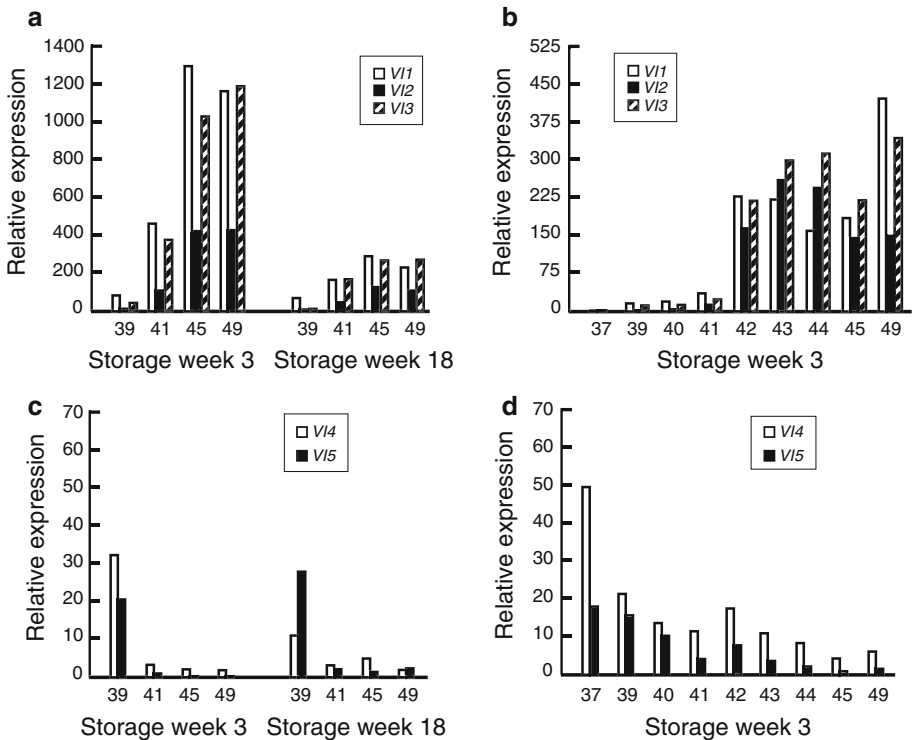 a
1400
1200
1000
800
600
400
200
0
Relative expression
VI1
VI2
VI3
39 41 45 49 39 41 45 49
Storage week 3 Storage week 18
b
525
450
375
300
225
150
75
0
Relative expression
VI1
VI2
VI3
37 39 40 41 42 43 44 45 49
Storage week 3
c
70
60
50
40
30
20
10
0
Relative expression
VI4
VI5
39 41 45 49 39 41 45 49
Storage week 3 Storage week 18
d
70
60
50
40
30
20
10
0
Relative expression
VI4
VI5
37 39 40 41 42 43 44 45 49
Storage week 3